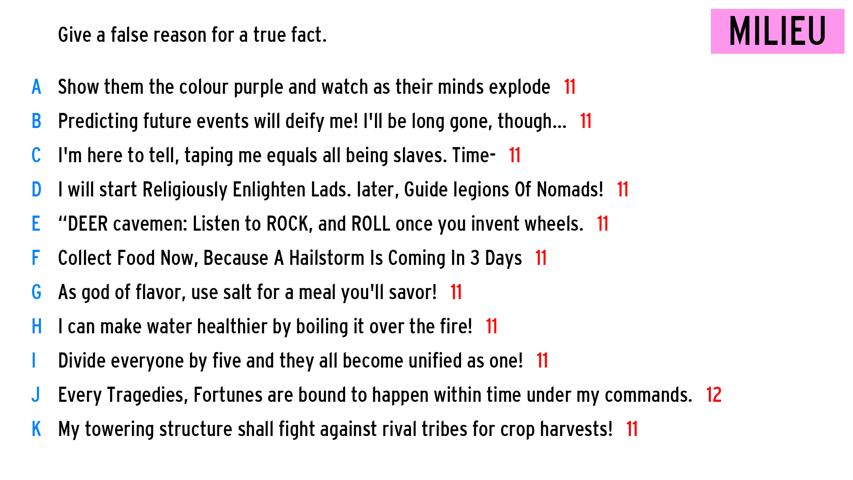 MILIEU
Give a false reason for a true fact.
A Show them the colour purple and watch as their minds explode 11
B Predicting future events will deify me! I'll be long gone, though... 11
C I'm here to tell, taping me equals all being slaves. Time- 11
D I will start Religiously Enlighten Lads. later, Guide legions Of Nomads! 11
E “DEER cavemen: Listen to ROCK, and ROLL once you invent wheels. 11
F Collect Food Now, Because A Hailstorm Is Coming In 3 Days 11
G As god of flavor, use salt for a meal you'll savor! 11
H I can make water healthier by boiling it over the fire! 11
I Divide everyone by five and they all become unified as one! 11
J Every Tragedies, Fortunes are bound to happen within time under my commands. 12
K My towering structure shall fight against rival tribes for crop harvests! 11